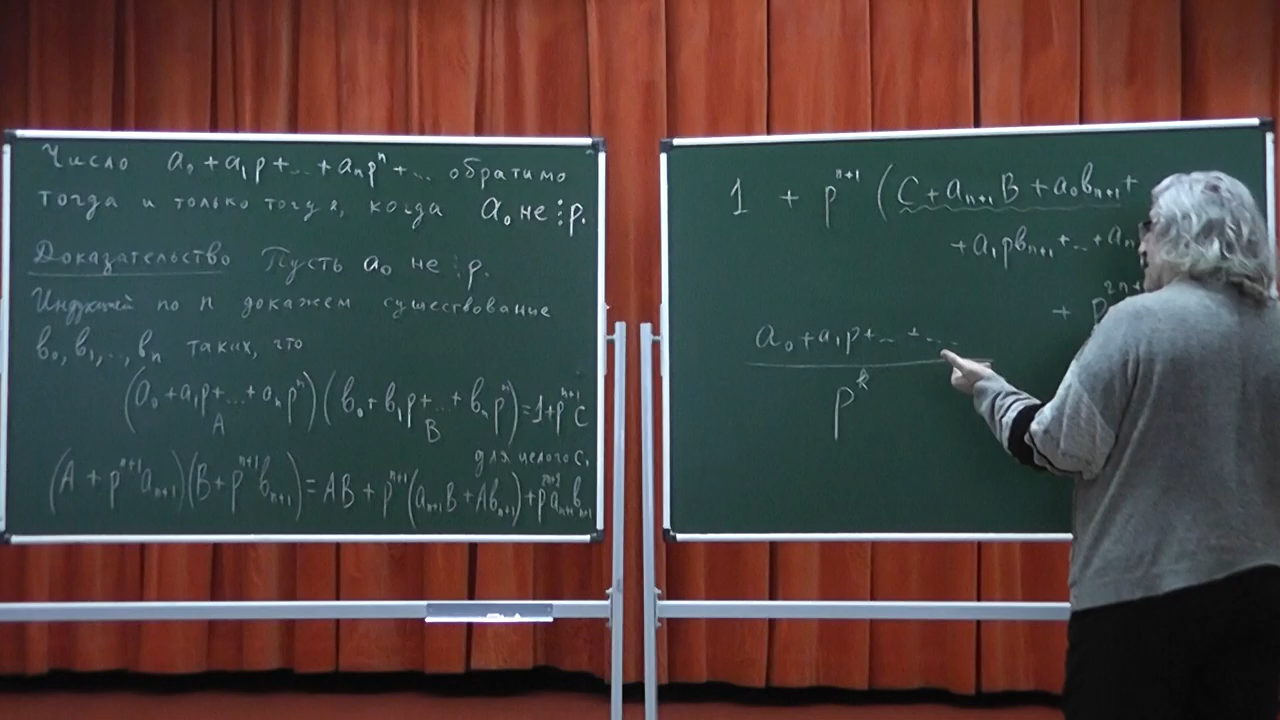 Число a₀ + a₁p + ... + aₙpⁿ + ... обратимо
тогда и только тогда, когда a₀ не ⋮ p.
Доказательство Пусть a₀ не ⋮ p.
Индукцией по n докажем существование
b₀, b₁, .., bₙ таких, что
(a₀ + a₁p + ... + aₙpⁿ)(b₀ + b₁p + ... + bₙpⁿ) = 1 + pⁿ⁺¹C
A B
для целого C,
(A + pⁿ⁺¹aₙ₊₁)(B + pⁿ⁺¹bₙ₊₁) = AB + pⁿ⁺¹(aₙ₊₁B + Abₙ₊₁) + p²ⁿ⁺²aₙ₊₁bₙ₊₁
1 + pⁿ⁺¹ (C + aₙ₊₁B + a₀bₙ₊₁ +
+ a₁pbₙ₊₁ + ... + aₙ
+ p
a₀ + a₁p + ... + ...
pᵏ